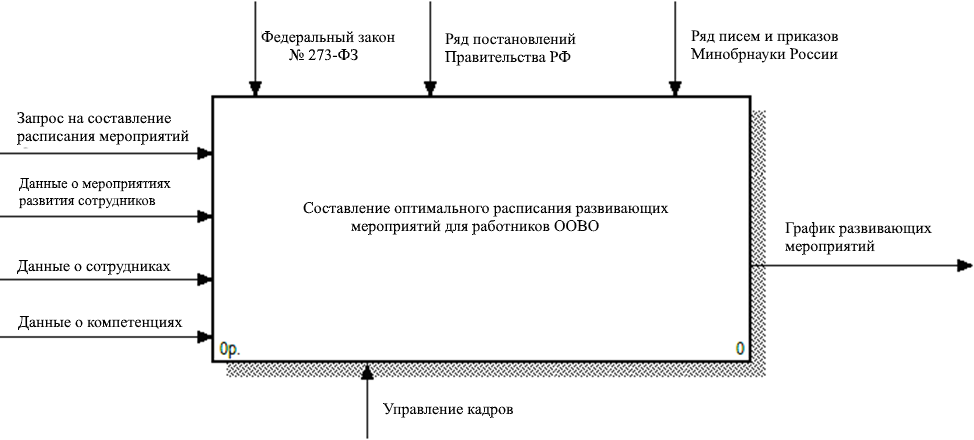 Федеральный закон
№ 273-ФЗ
Ряд постановлений
Правительства РФ
Ряд писем и приказов
Минобрнауки России
Запрос на составление
расписания мероприятий
Данные о мероприятиях
развития сотрудников
Данные о сотрудниках
Данные о компетенциях
Составление оптимального расписания развивающих
мероприятий для работников ООВО
График развивающих
мероприятий
0р.
0
Управление кадров